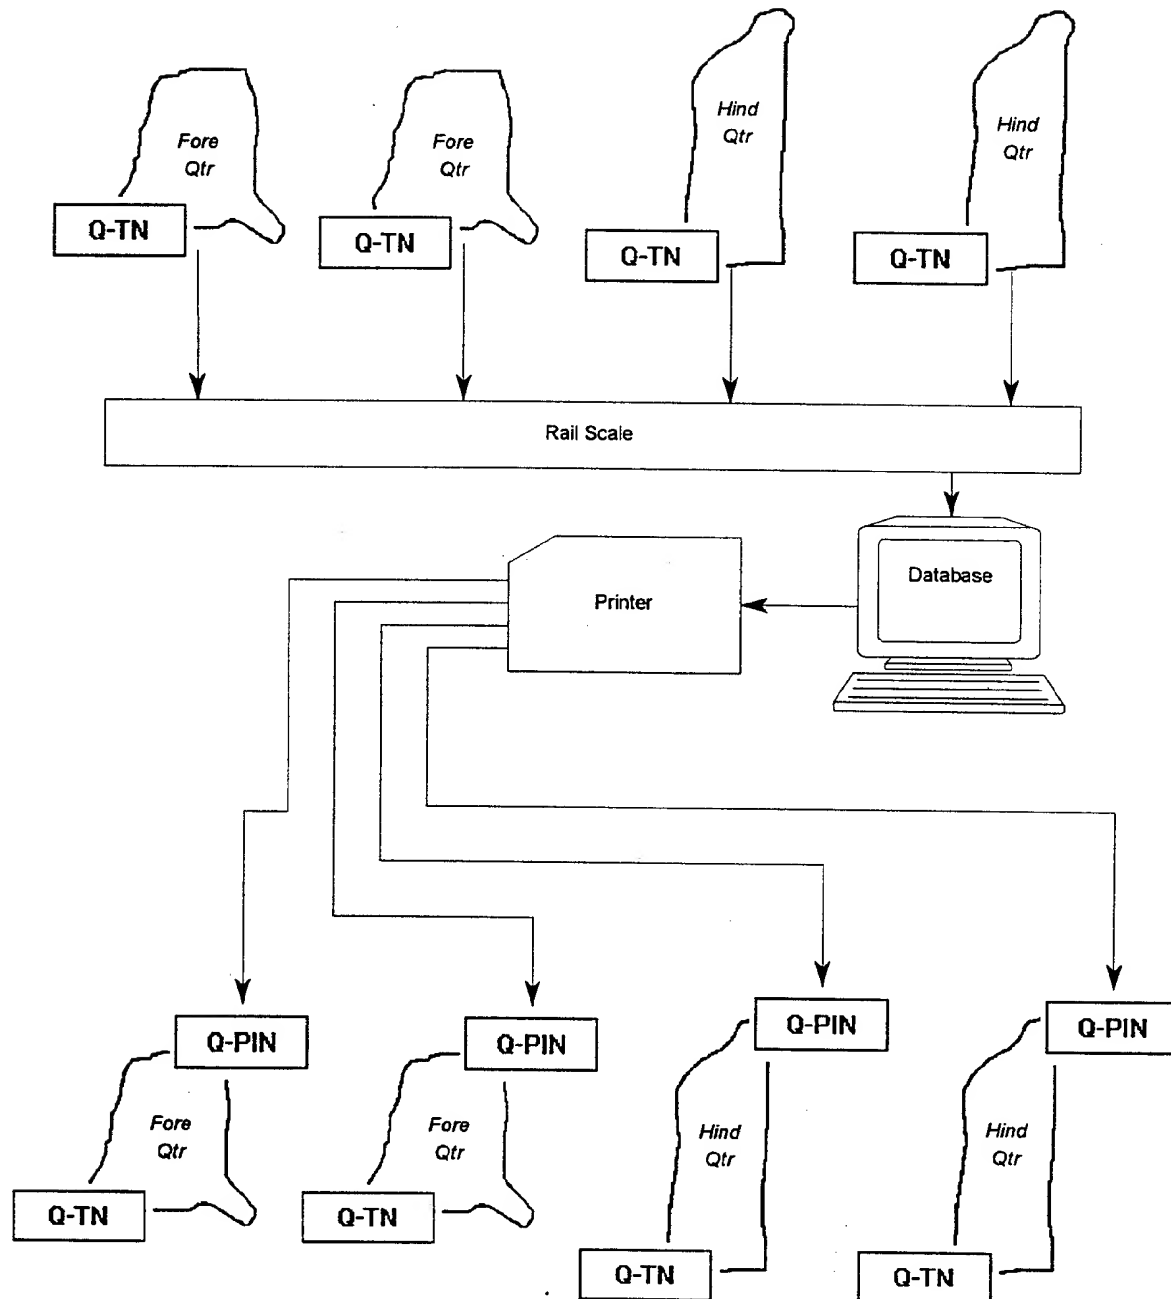 Fore
Qtr
Fore
Qtr
Hind
Qtr
Hind
Qtr
Q-TN
Q-TN
Q-TN
Q-TN
Rail Scale
Printer
Database
Q-PIN
Q-PIN
Q-PIN
Q-PIN
Fore
Qtr
Fore
Qtr
Hind
Qtr
Hind
Qtr
Q-TN
Q-TN
Q-TN
Q-TN